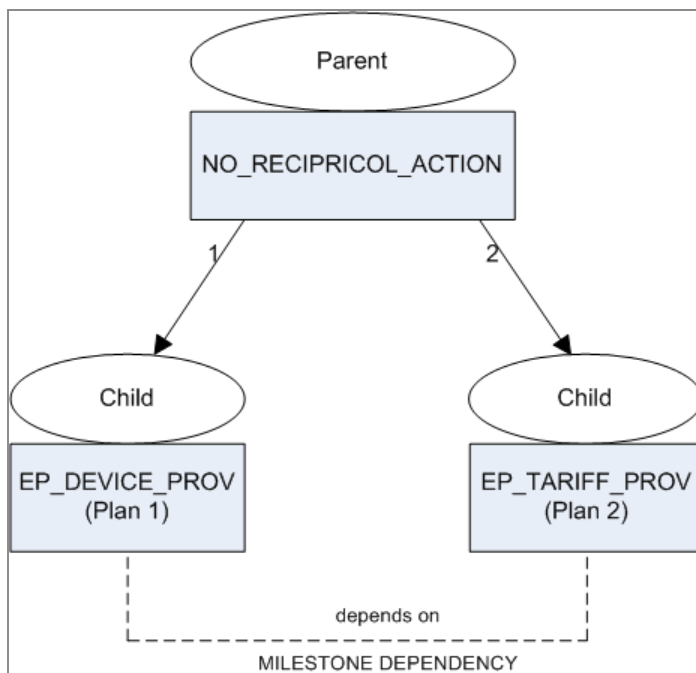 Parent
NO_RECIPRICOL_ACTION
1
2
Child
Child
EP_DEVICE_PROV
(Plan 1)
EP_TARIFF_PROV
(Plan 2)
depends on
MILESTONE DEPENDENCY